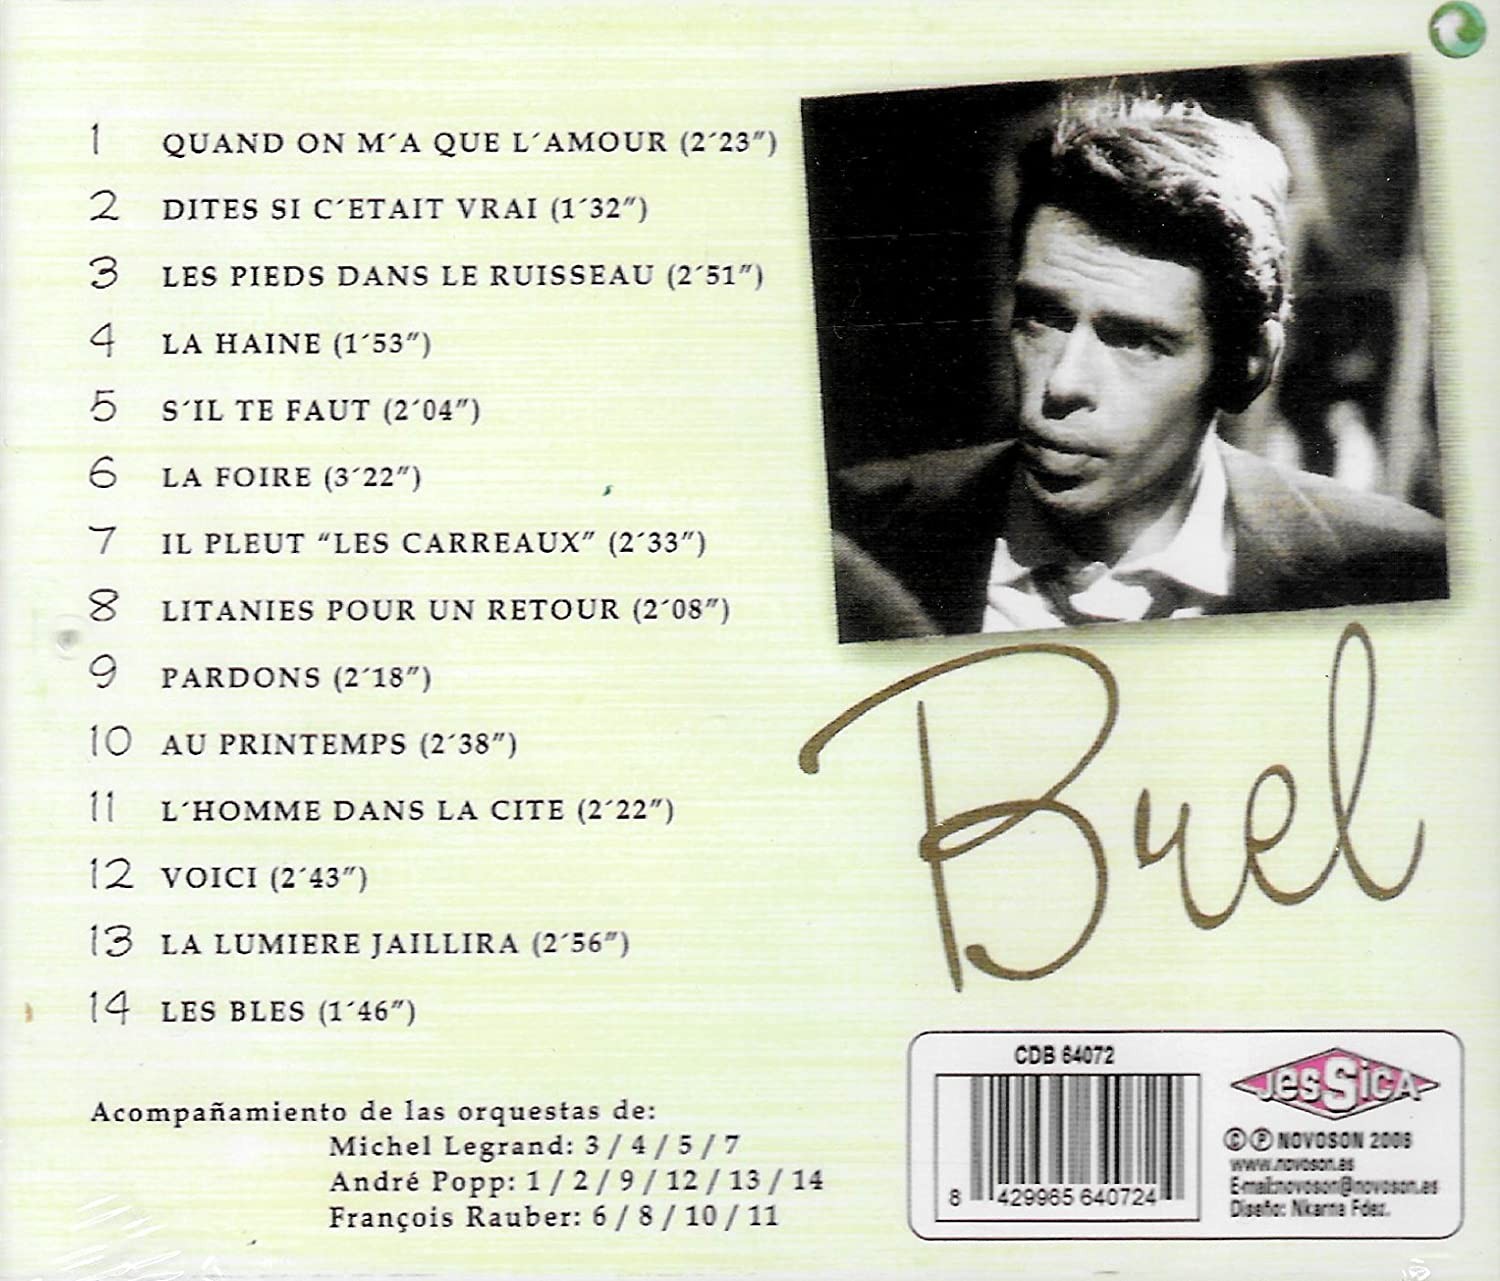 1 QUAND ON M´A QUE L´AMOUR (2´23")
2 DITES SI C´ETAIT VRAI (1´32")
3 LES PIEDS DANS LE RUISSEAU (2´51")
4 LA HAINE (1´53")
5 S´IL TE FAUT (2´04")
6 LA FOIRE (3´22")
7 IL PLEUT “LES CARREAUX” (2´33")
8 LITANIES POUR UN RETOUR (2´08")
9 PARDONS (2´18")
10 AU PRINTEMPS (2´38")
11 L´HOMME DANS LA CITE (2´22")
12 VOICI (2´43")
13 LA LUMIERE JAILLIRA (2´56")
14 LES BLES (1´46")
Brel
Acompañamiento de las orquestas de:
Michel Legrand: 3 / 4 / 5 / 7
André Popp: 1 / 2 / 9 / 12 / 13 / 14
François Rauber: 6 / 8 / 10 / 11
CDB 64072
8 429965 640724
JesSicA
© ℗ NOVOSON 2006
www.novoson.es
E-mail:novoson@novoson.es
Diseño: Nkarna Fdez.